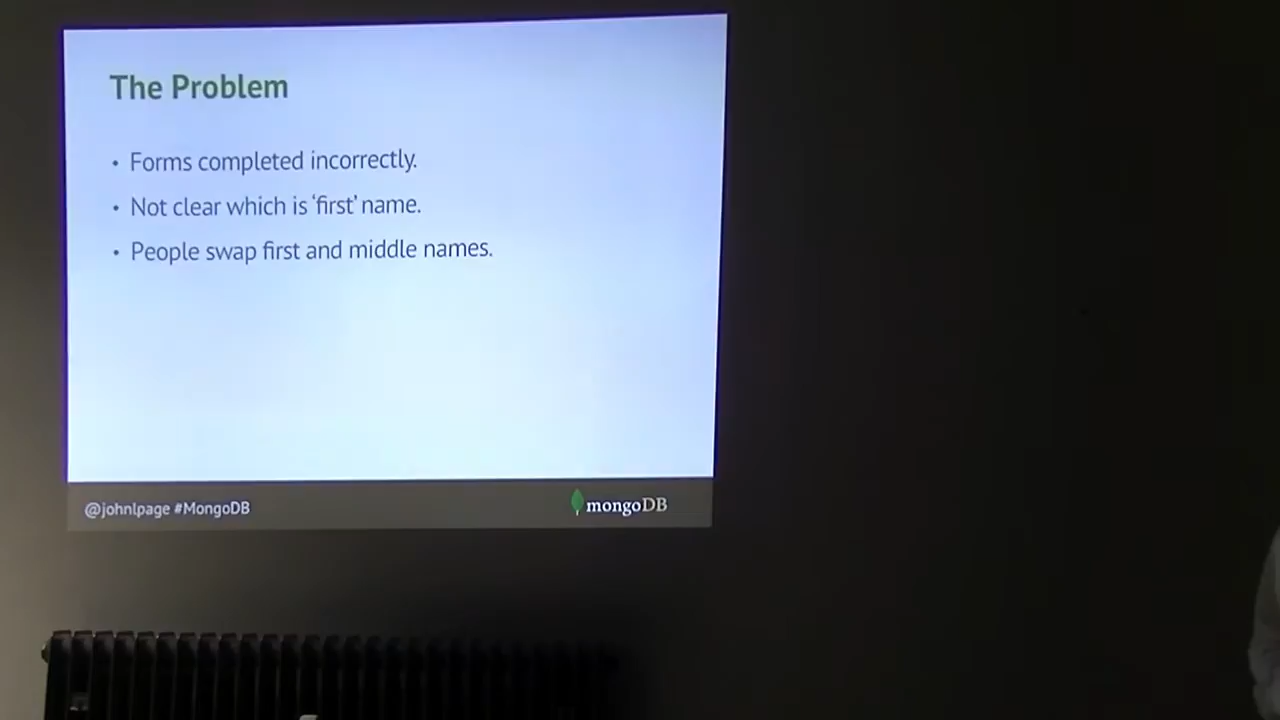 The Problem
• Forms completed incorrectly.
• Not clear which is ‘first’ name.
• People swap first and middle names.
@johnlpage #MongoDB
mongoDB